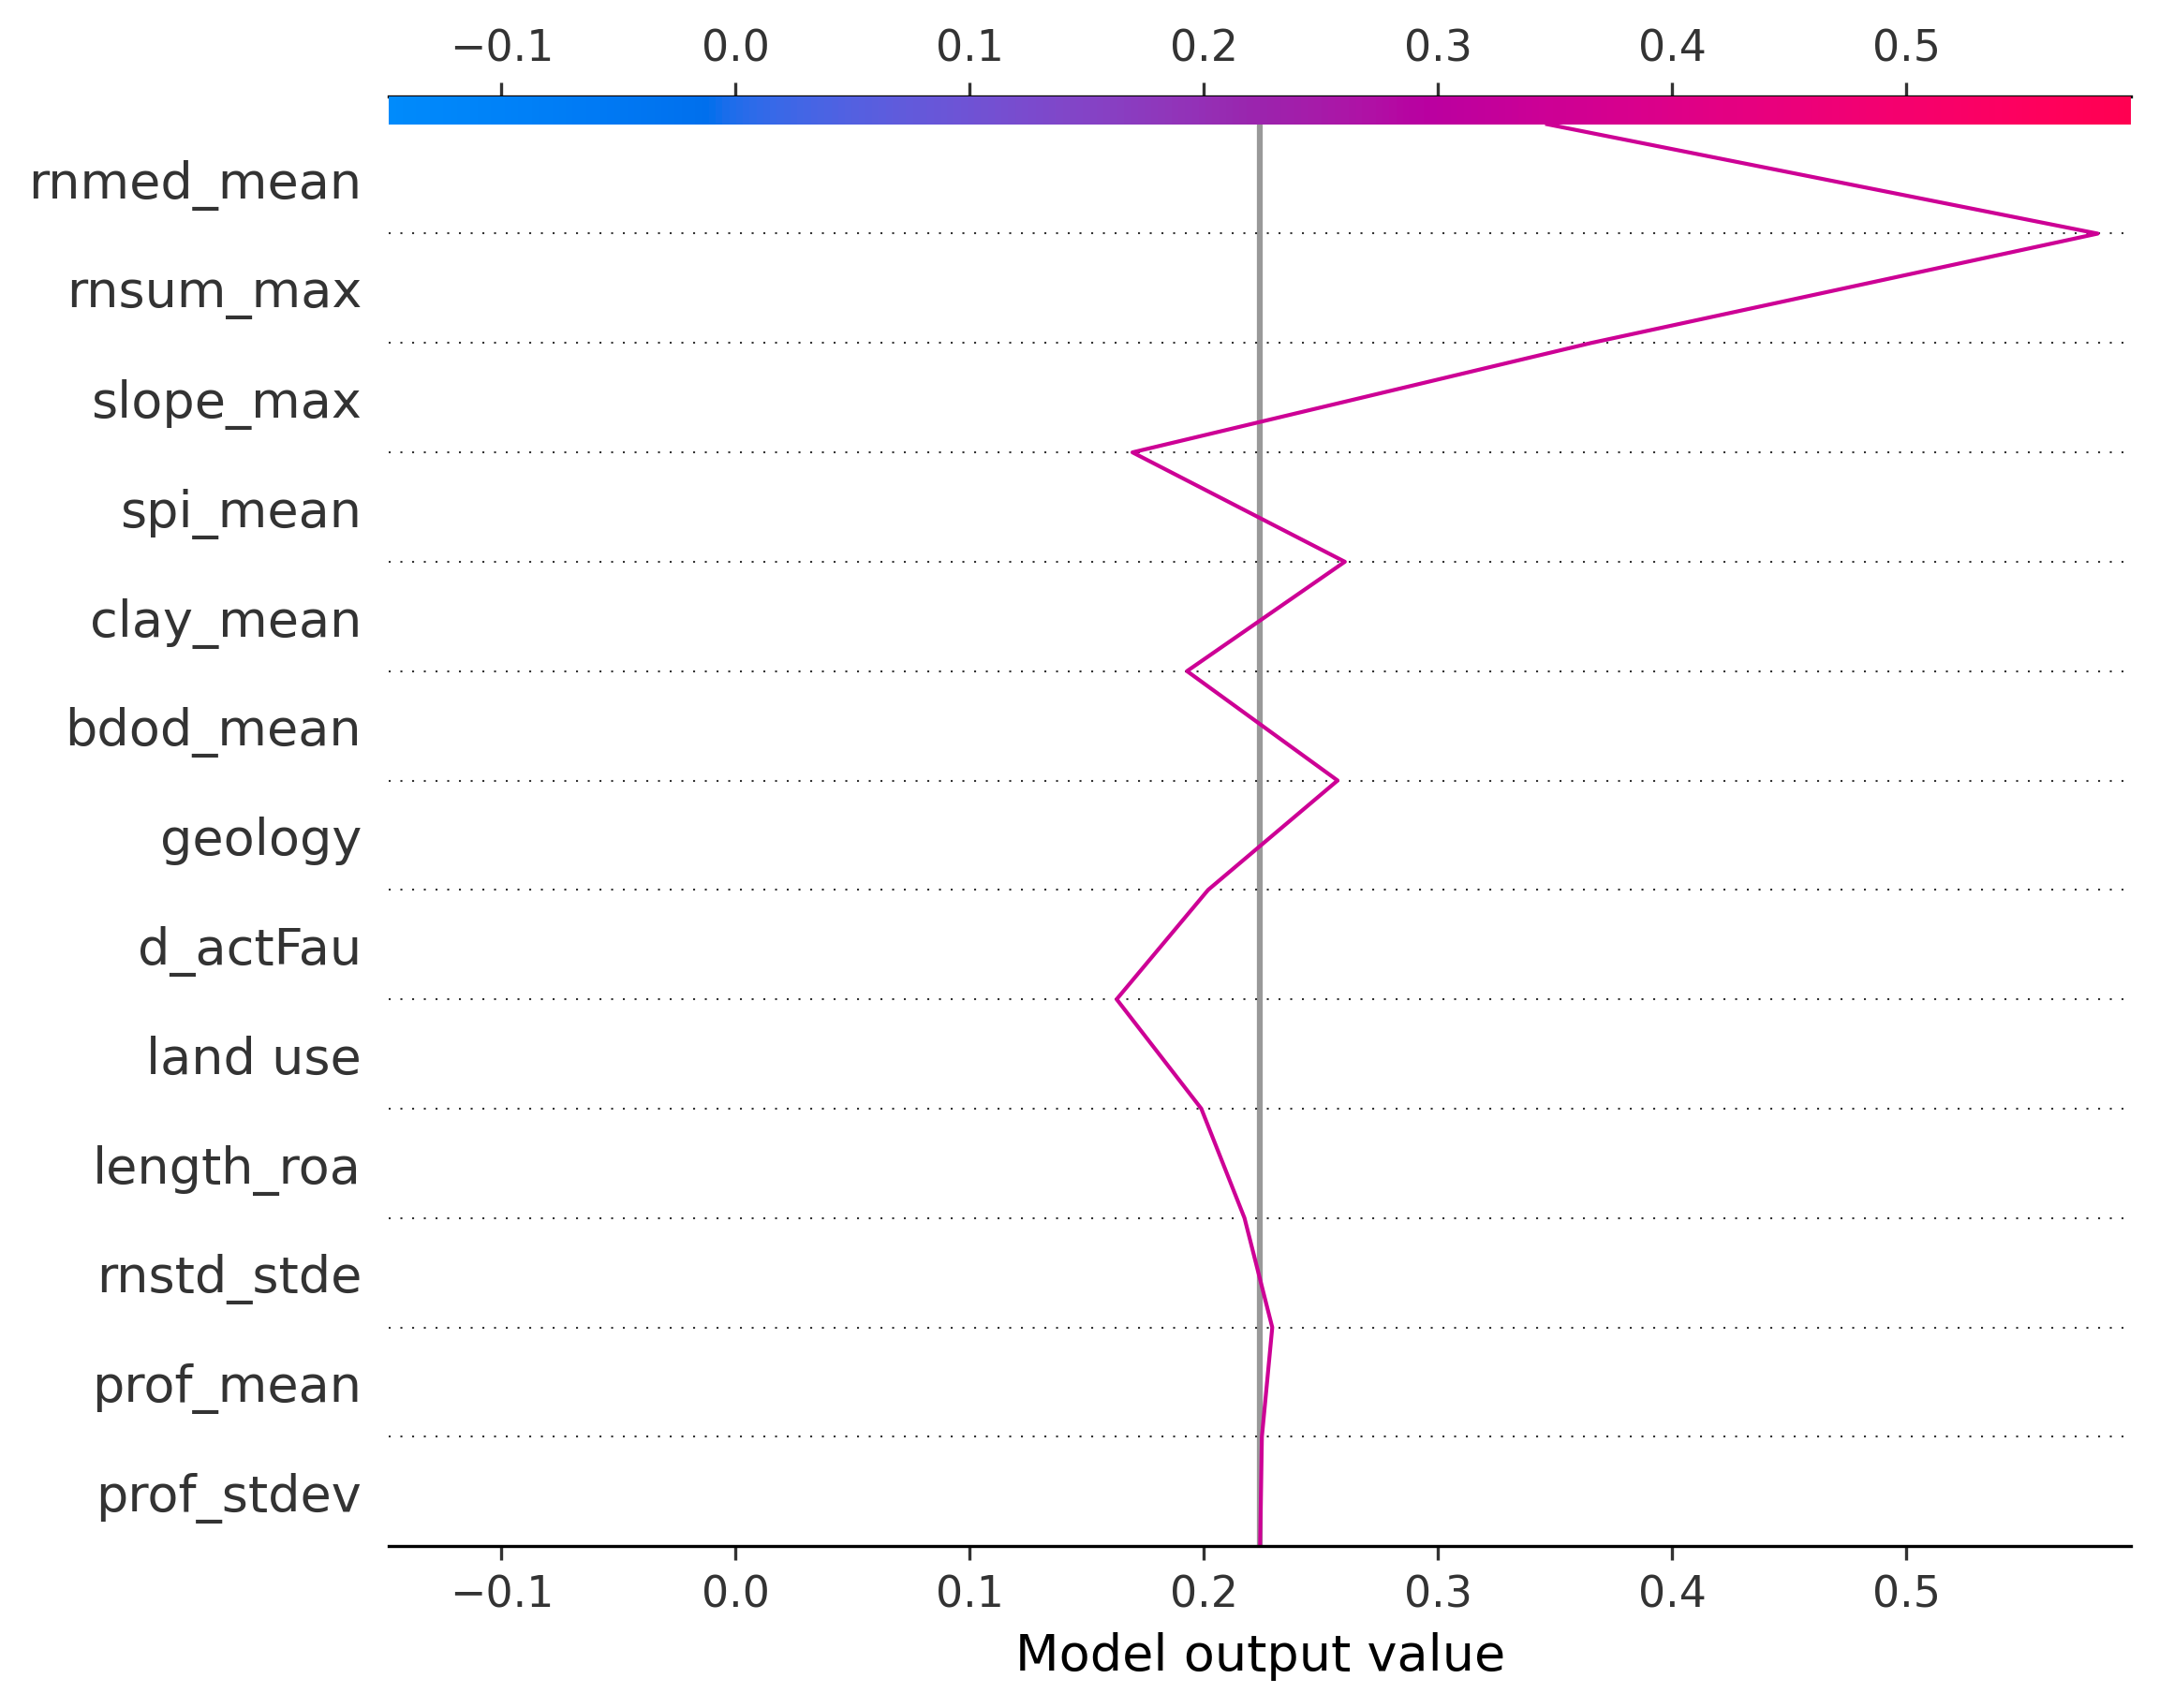 −0.1 0.0 0.1 0.2 0.3 0.4 0.5
rnmed_mean
rnsum_max
slope_max
spi_mean
clay_mean
bdod_mean
geology
d_actFau
land use
length_roa
rnstd_stde
prof_mean
prof_stdev
−0.1 0.0 0.1 0.2 0.3 0.4 0.5
Model output value